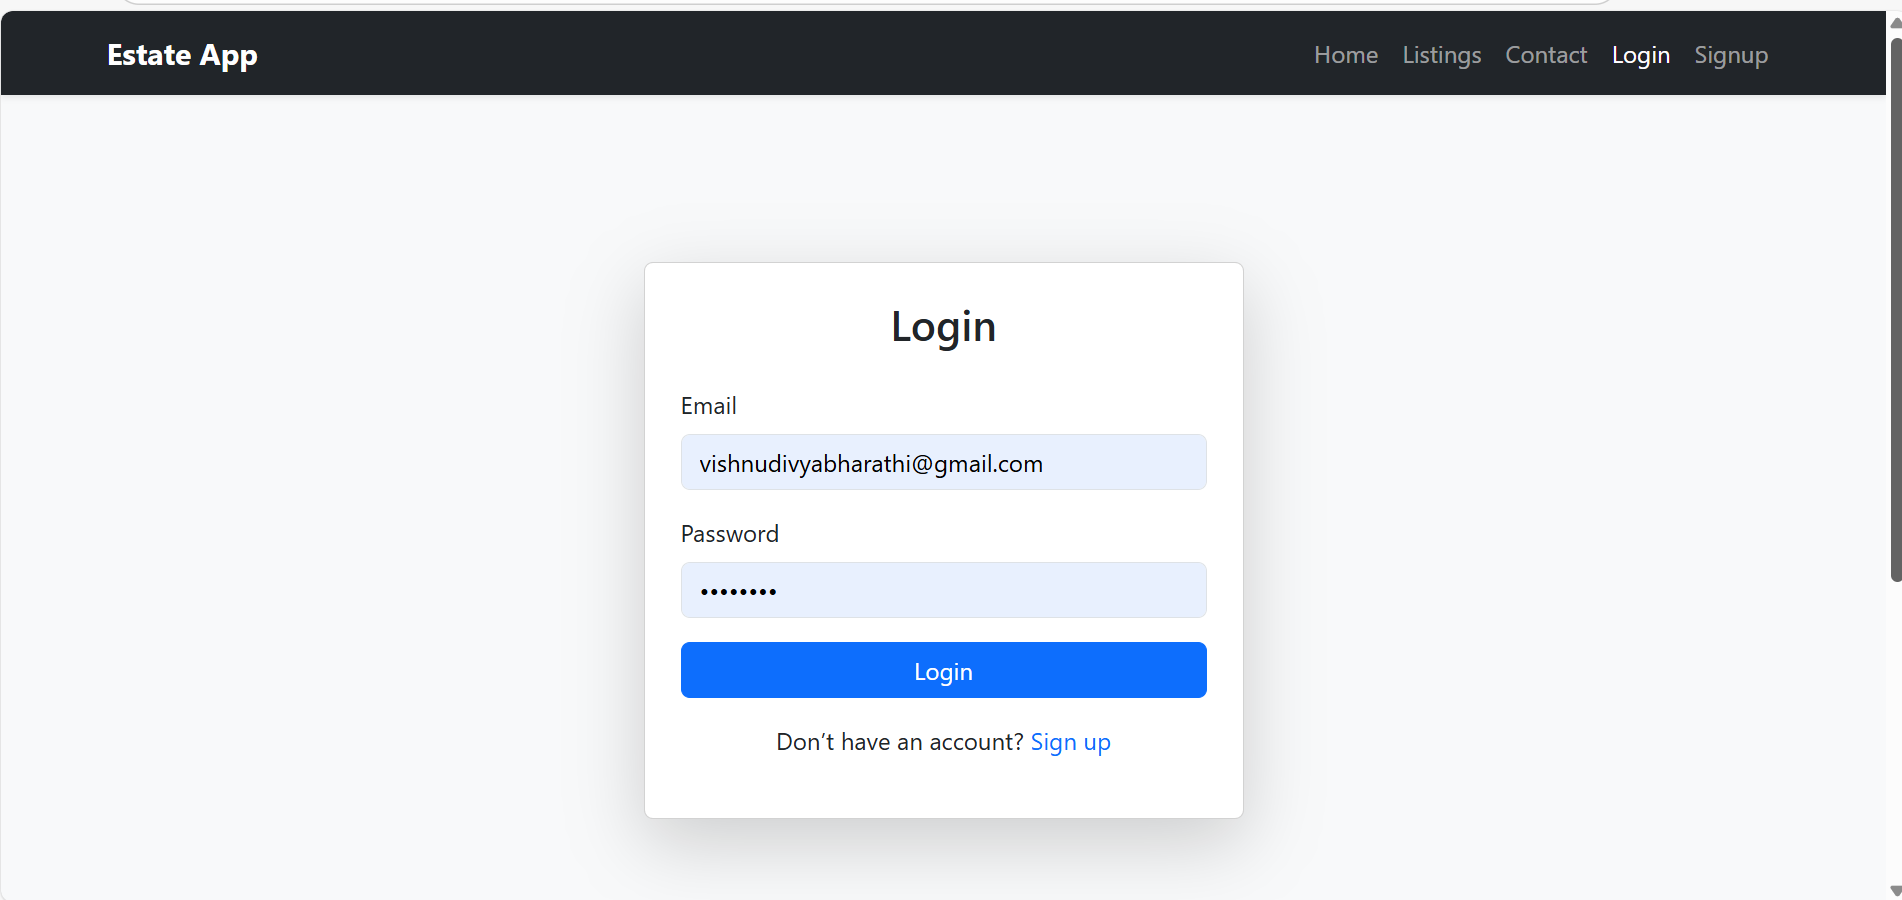 Estate App
Home Listings Contact Login Signup
Login
Email
vishnudivyabharathi@gmail.com
Password
••••••••
Login
Don’t have an account? Sign up